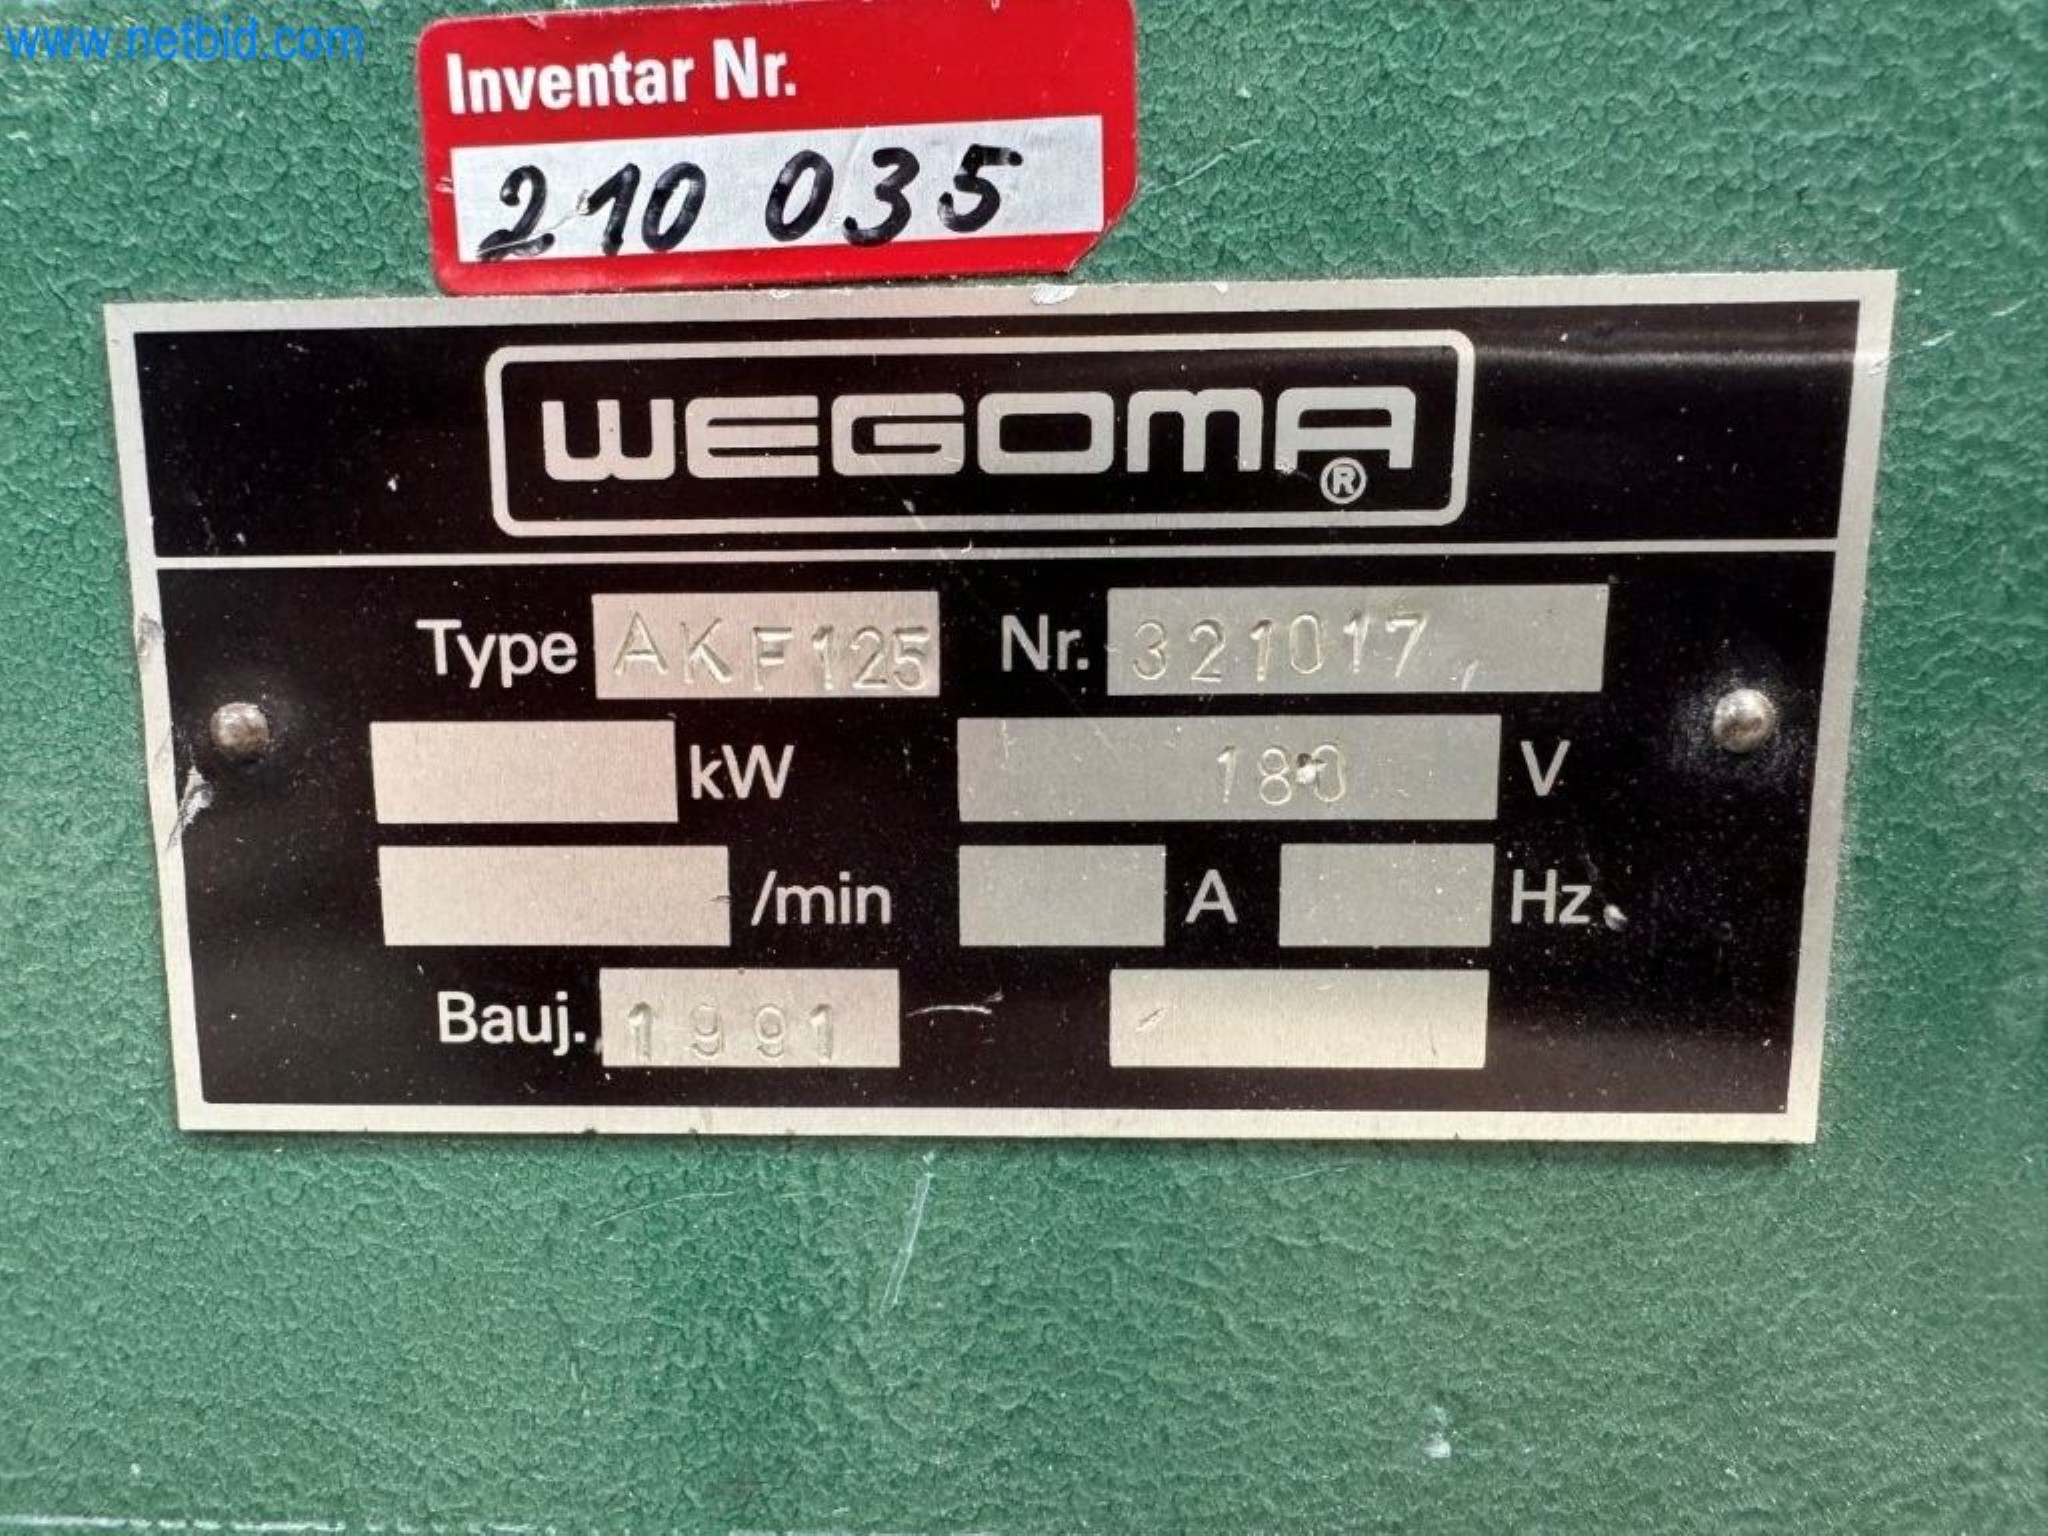 www.netbid.com
Inventar Nr.
210 035
WEGOMA ®
Type AKF125 Nr. 321017
kW 180 V
/min A Hz
Bauj. 1991